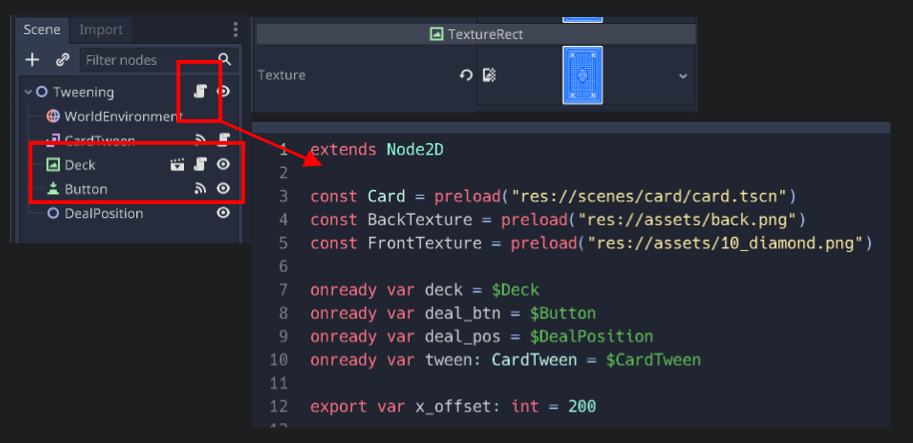 Scene
Import
Filter nodes
Tweening
WorldEnvironment
CardTween
Deck
Button
DealPosition
TextureRect
Texture
1 extends Node2D
2
3 const Card = preload("res://scenes/card/card.tscn")
4 const BackTexture = preload("res://assets/back.png")
5 const FrontTexture = preload("res://assets/10_diamond.png")
6
7 onready var deck = $Deck
8 onready var deal_btn = $Button
9 onready var deal_pos = $DealPosition
10 onready var tween: CardTween = $CardTween
11
12 export var x_offset: int = 200